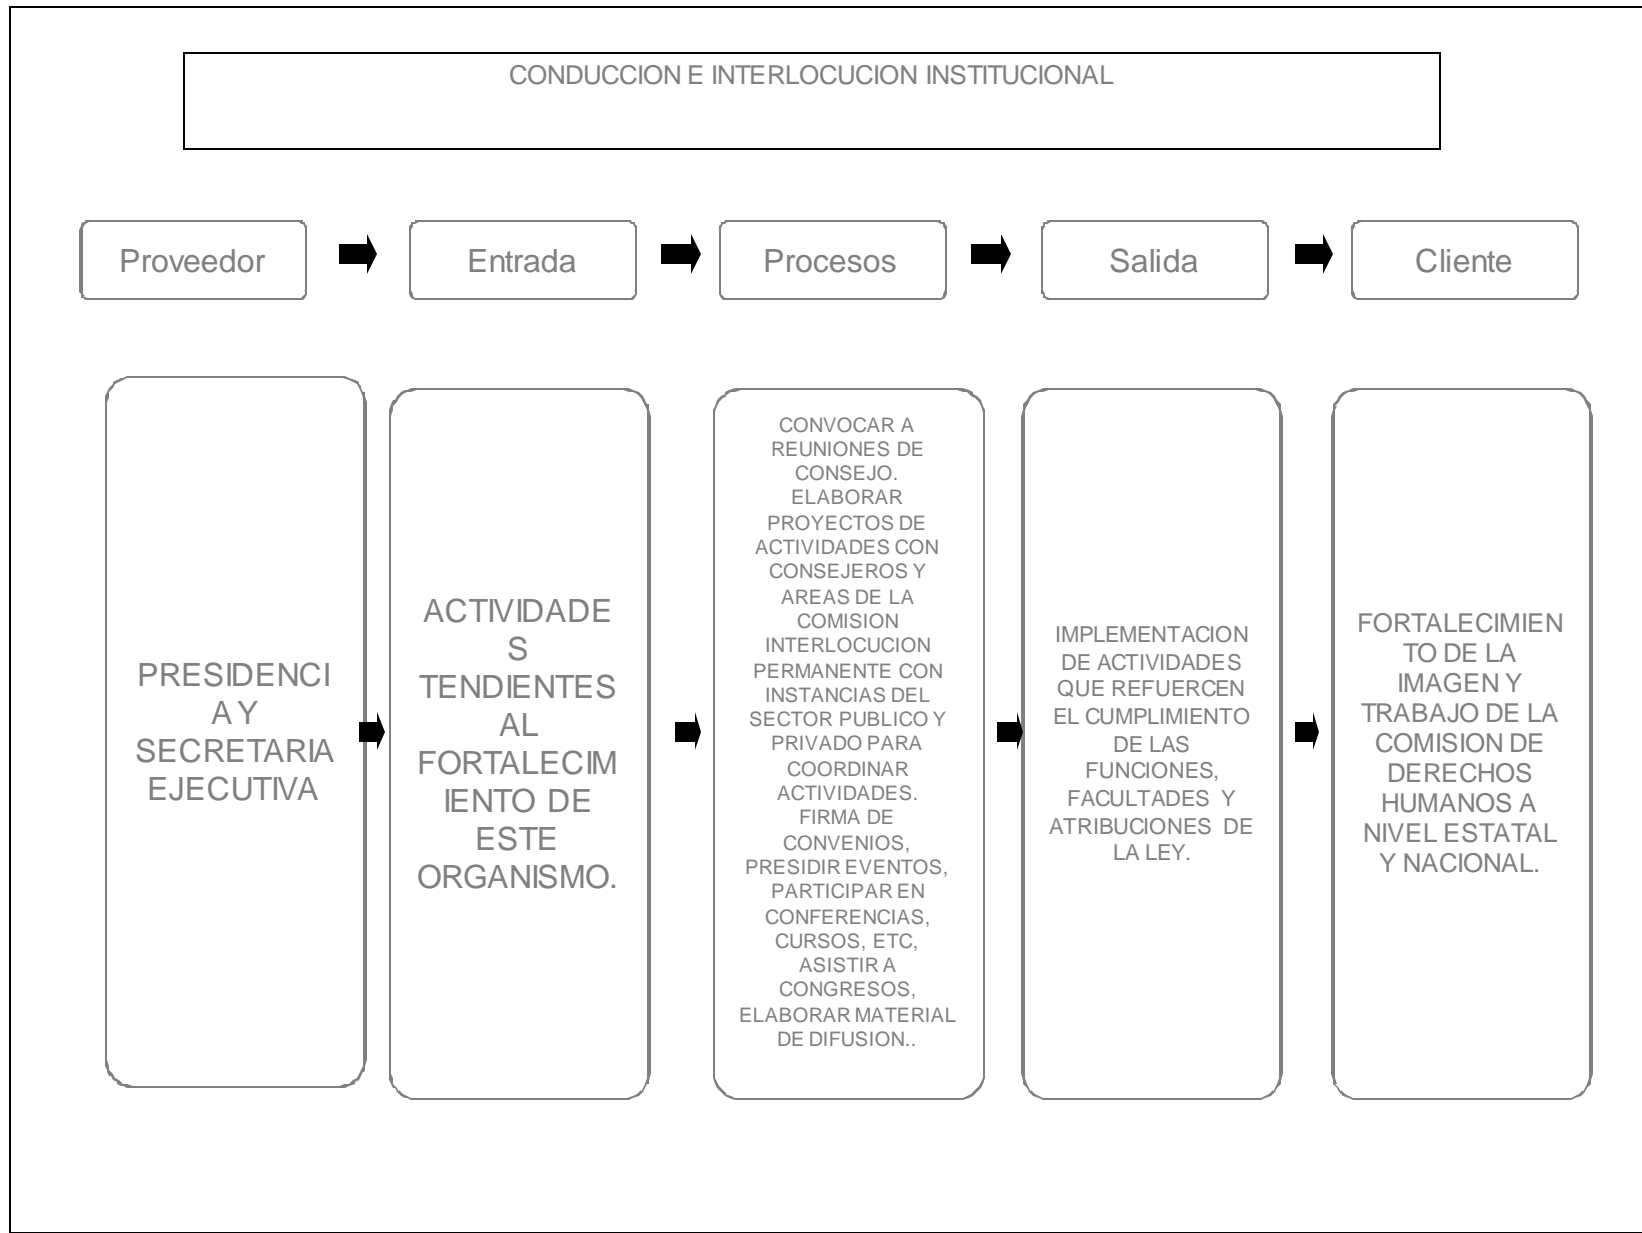 CONDUCCION E INTERLOCUCION INSTITUCIONAL
Proveedor
Entrada
Procesos
Salida
Cliente
PRESIDENCI
A Y
SECRETARIA
EJECUTIVA
ACTIVIDADE
S
TENDIENTES
AL
FORTALECIM
IENTO DE
ESTE
ORGANISMO.
CONVOCAR A
REUNIONES DE
CONSEJO.
ELABORAR
PROYECTOS DE
ACTIVIDADES CON
CONSEJEROS Y
AREAS DE LA
COMISION
INTERLOCUCION
PERMANENTE CON
INSTANCIAS DEL
SECTOR PUBLICO Y
PRIVADO PARA
COORDINAR
ACTIVIDADES.
FIRMA DE
CONVENIOS,
PRESIDIR EVENTOS,
PARTICIPAR EN
CONFERENCIAS,
CURSOS, ETC,
ASISTIR A
CONGRESOS,
ELABORAR MATERIAL
DE DIFUSION..
IMPLEMENTACION
DE ACTIVIDADES
QUE REFUERCEN
EL CUMPLIMIENTO
DE LAS
FUNCIONES,
FACULTADES Y
ATRIBUCIONES DE
LA LEY.
FORTALECIMIEN
TO DE LA
IMAGEN Y
TRABAJO DE LA
COMISION DE
DERECHOS
HUMANOS A
NIVEL ESTATAL
Y NACIONAL.